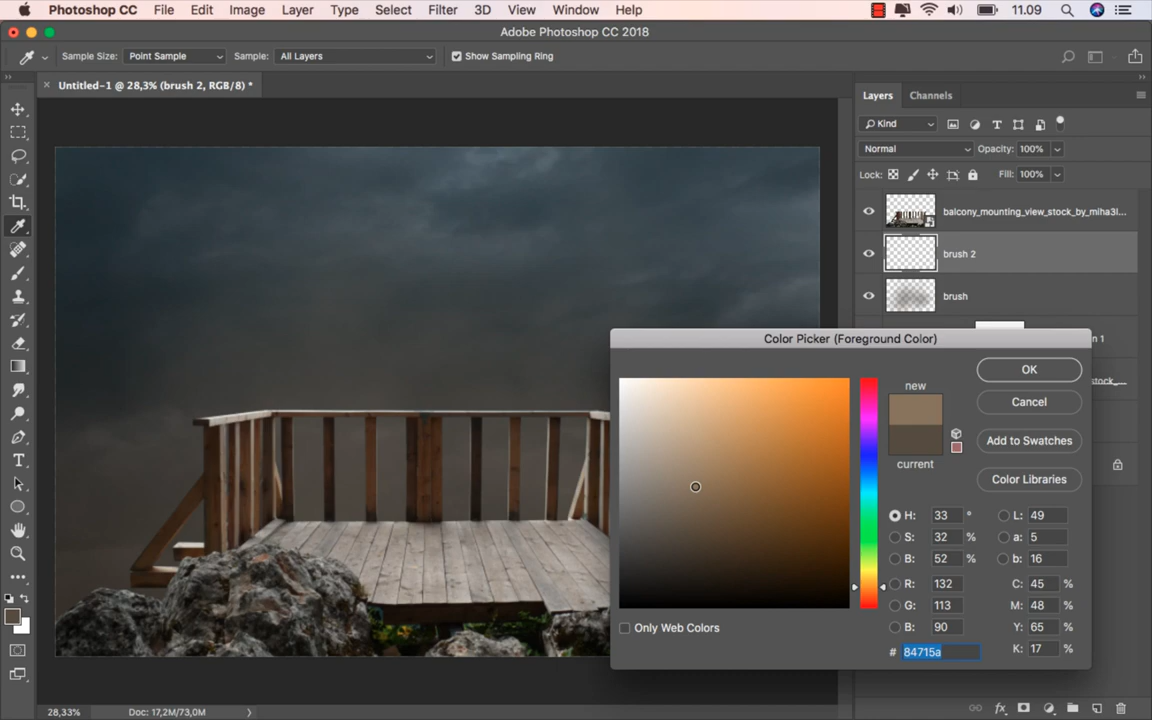 Photoshop CC File Edit Image Layer Type Select Filter 3D View Window Help 11.09
Adobe Photoshop CC 2018
Sample Size: Point Sample Sample: All Layers Show Sampling Ring
Untitled-1 @ 28,3% (brush 2, RGB/8) *
Layers Channels
Kind
Normal Opacity: 100%
Lock: Fill: 100%
balcony_mounting_view_stock_by_miha3l...
brush 2
brush
n 1
stock_...
Color Picker (Foreground Color)
new
current
OK
Cancel
Add to Swatches
Color Libraries
H: 33 ° L: 49
S: 32 % a: 5
B: 52 % b: 16
R: 132 C: 45 %
G: 113 M: 48 %
B: 90 Y: 65 %
# 84715a K: 17 %
Only Web Colors
28,33% Doc: 17,2M/73,0M